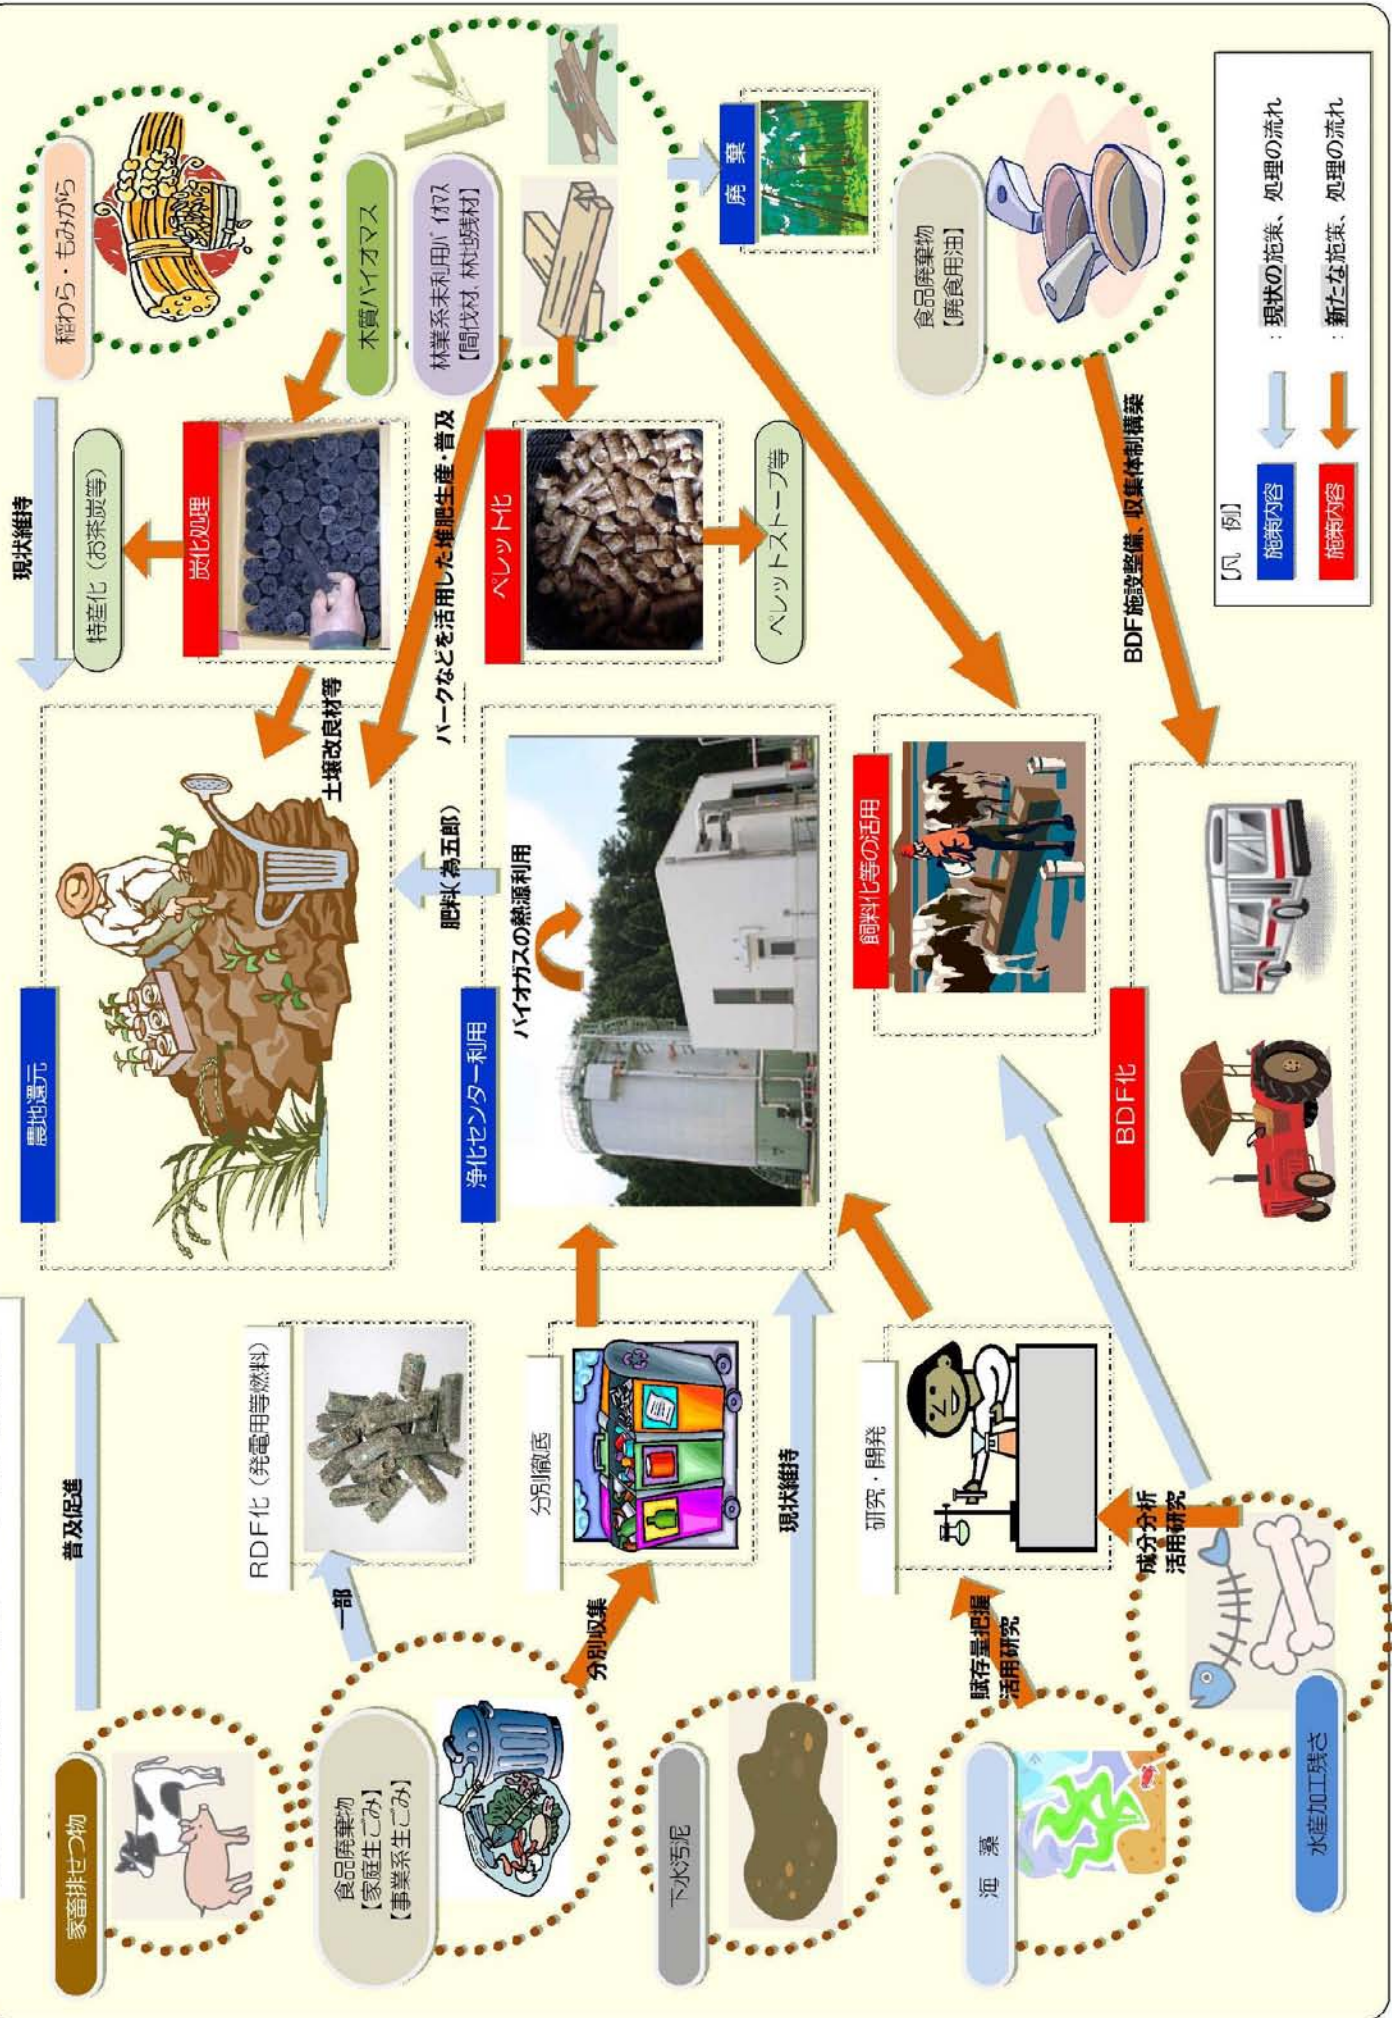 家畜排せつ物
普及促進
農地還元
現状維持
稲わら・もみがら
特産化（お茶炭等）
炭化処理
土壌改良材等
木質バイオマス
林業系未利用バイオマス
【間伐材、林地残材】
バークなどを活用した堆肥生産・普及
食品廃棄物
【家庭生ごみ】
【事業系生ごみ】
一部
RDF化（発電用等燃料）
分別収集
分別徹底
浄化センター利用
バイオガスの熱源利用
肥料（為五郎）
ペレット化
ペレットストーブ等
廃　棄
下水汚泥
現状維持
海　藻
賦存量把握
活用研究
研究・開発
成分分析
活用研究
水産加工残さ
飼料化等の活用
食品廃棄物
【廃食用油】
BDF施設整備、収集体制構築
BDF化
【凡　例】
施策内容
：現状の施策、処理の流れ
施策内容
：新たな施策、処理の流れ